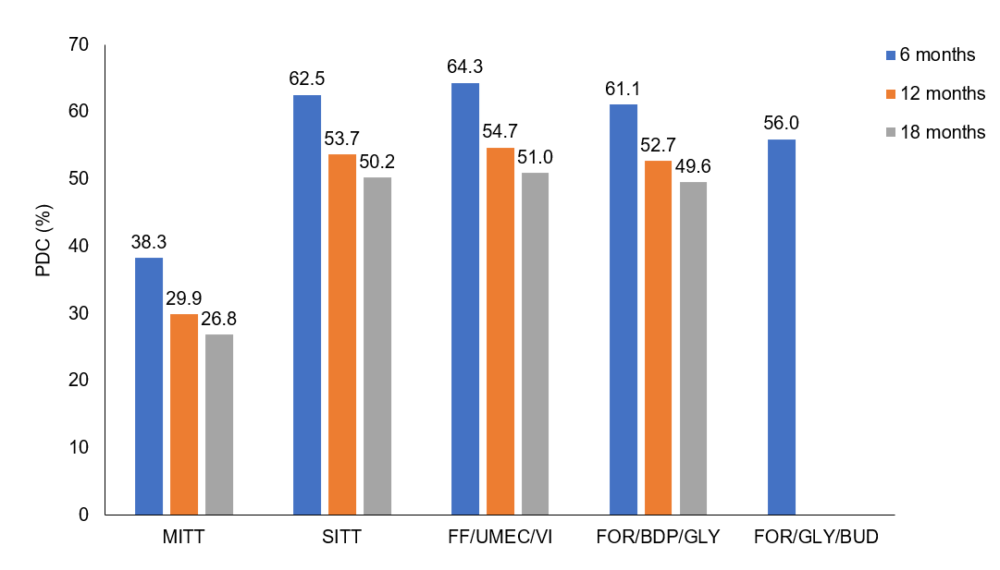 70
60
50
40
30
20
10
0
PDC (%)
38.3
29.9
26.8
62.5
53.7
50.2
64.3
54.7
51.0
61.1
52.7
49.6
56.0
MITT
SITT
FF/UMEC/VI
FOR/BDP/GLY
FOR/GLY/BUD
6 months
12 months
18 months